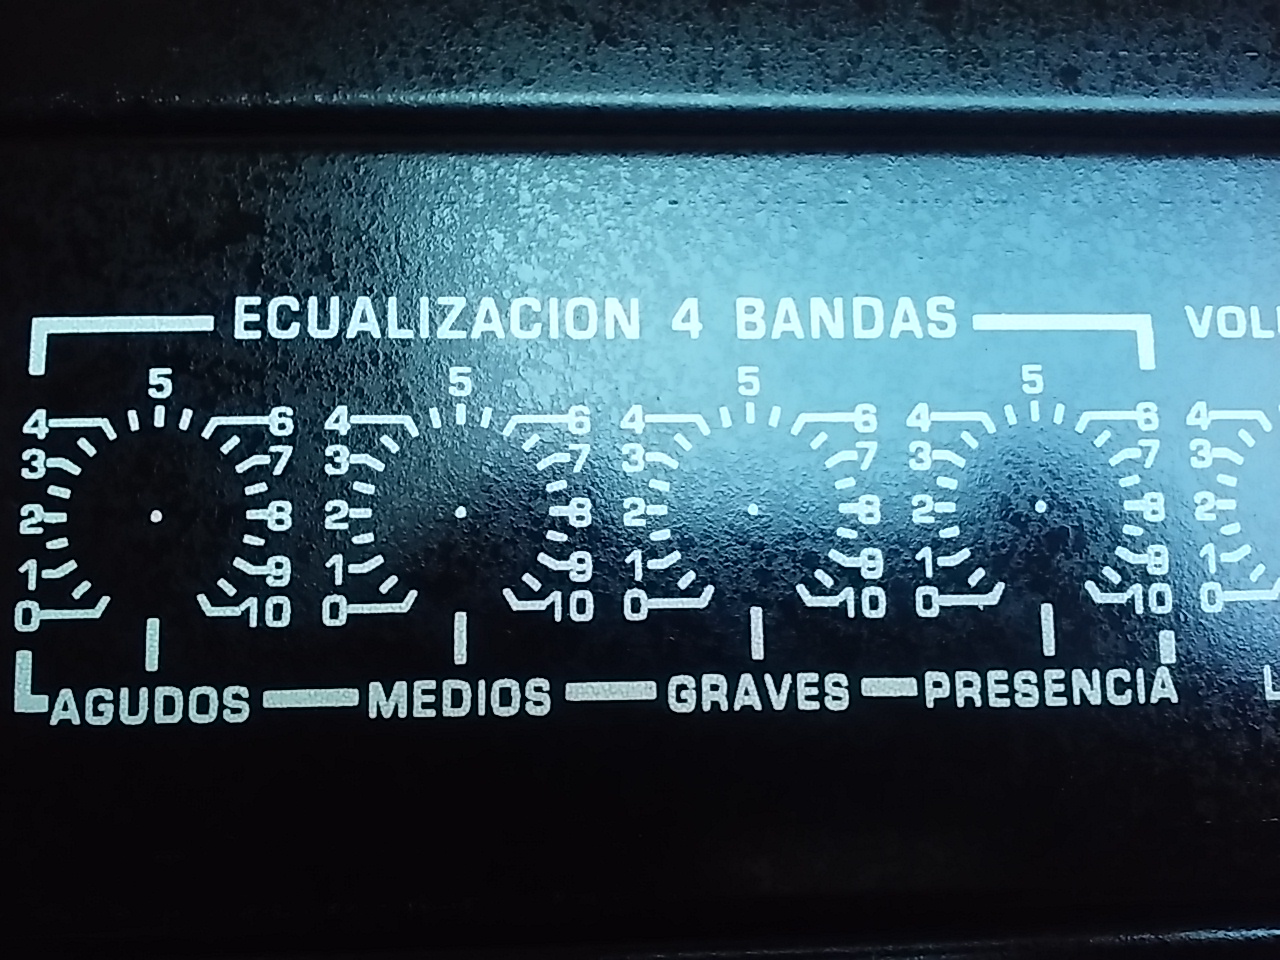 ECUALIZACION 4 BANDAS
5 5 5 5
4 6 4 6 4 6 4 6 4
3 7 3 7 3 7 3 7 3
2 8 2 8 2 8 2 8 2
1 9 1 9 1 9 1 9 1
0 10 0 10 0 10 0 10 0
AGUDOS MEDIOS GRAVES PRESENCIA